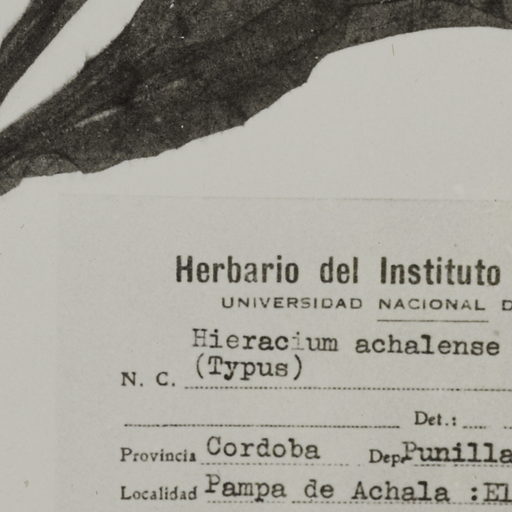 Herbario del Instituto
UNIVERSIDAD NACIONAL D
Hieracium achalense
N. C. (Typus)
Det.:
Provincia Cordoba Dep. Punilla
Localidad Pampa de Achala :El